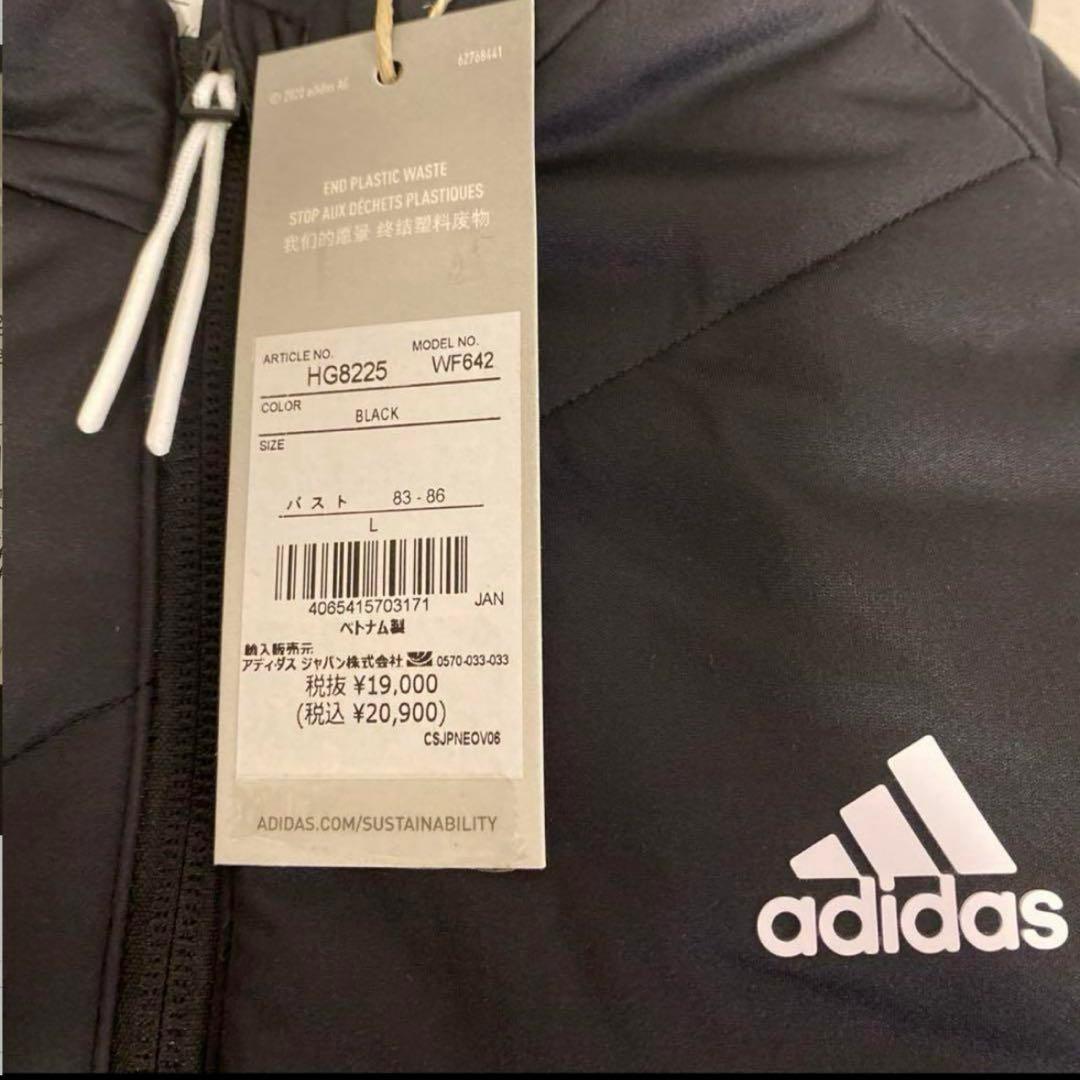 62768441
© 2020 adidas AG
END PLASTIC WASTE
STOP AUX DÉCHETS PLASTIQUES
我们的愿景 终结塑料废物
ARTICLE NO. MODEL NO.
HG8225 WF642
COLOR
BLACK
SIZE
バスト 83 - 86
L
4065415703171 JAN
ベトナム製
輸入販売元
アディダス ジャパン株式会社 0570-033-033
税抜 ¥19,000
(税込 ¥20,900)
CSJPNEOV06
ADIDAS.COM/SUSTAINABILITY
adidas